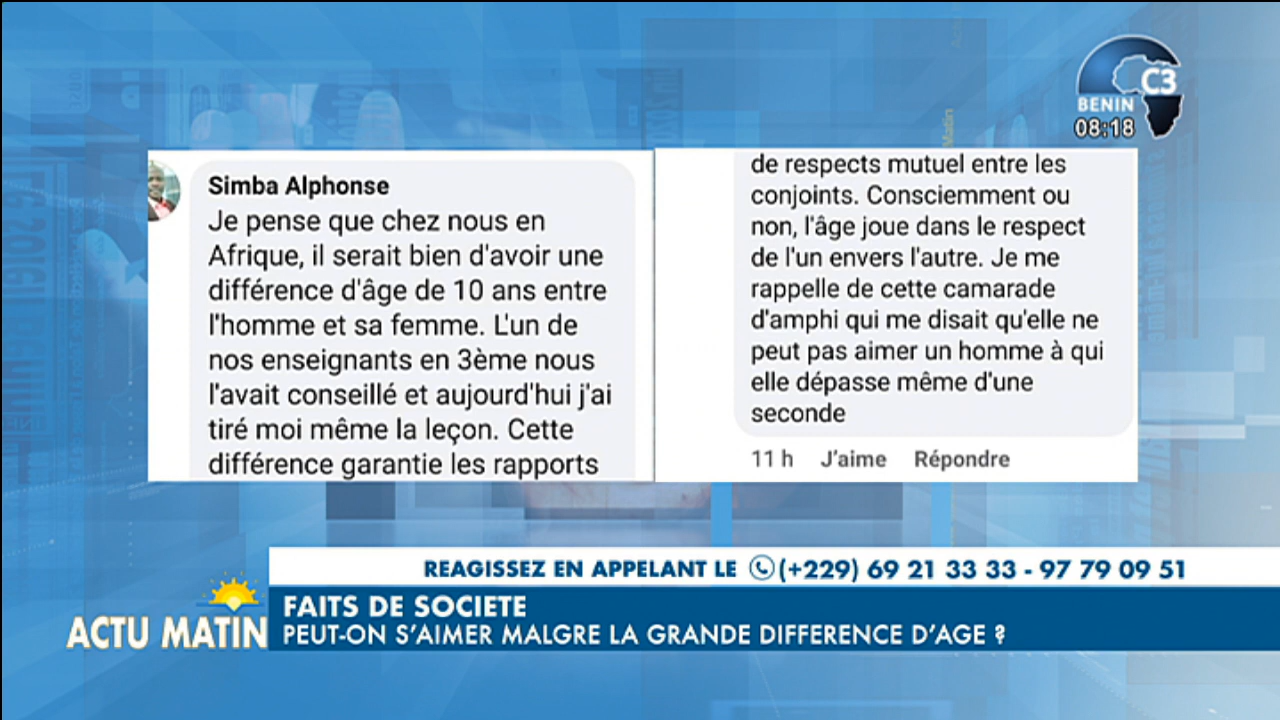 C3
BENIN
08:18
Simba Alphonse
Je pense que chez nous en
Afrique, il serait bien d'avoir une
différence d'âge de 10 ans entre
l'homme et sa femme. L'un de
nos enseignants en 3ème nous
l'avait conseillé et aujourd'hui j'ai
tiré moi même la leçon. Cette
différence garantie les rapports
de respects mutuel entre les
conjoints. Consciemment ou
non, l'âge joue dans le respect
de l'un envers l'autre. Je me
rappelle de cette camarade
d'amphi qui me disait qu'elle ne
peut pas aimer un homme à qui
elle dépasse même d'une
seconde
11 h J'aime Répondre
REAGISSEZ EN APPELANT LE (+229) 69 21 33 33 - 97 79 09 51
FAITS DE SOCIETE
PEUT-ON S'AIMER MALGRE LA GRANDE DIFFERENCE D'AGE ?
ACTU MATIN